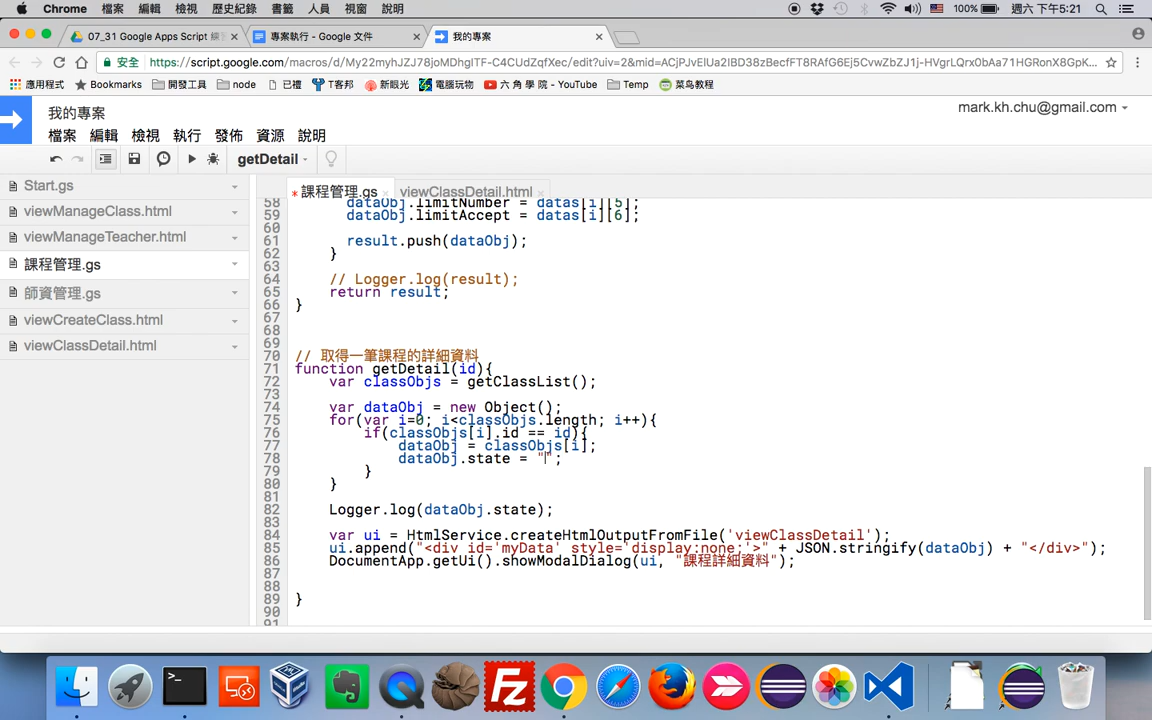 Chrome 檔案 編輯 檢視 歷史紀錄 書籤 人員 視窗 說明 100% 週六 下午5:21
07_31 Google Apps Script 練 專案執行 - Google 文件 我的專案
安全 https://script.google.com/macros/d/
應用程式 Bookmarks 開發工具 node 已禮 T客邦 新眼光 電腦玩物 六 角 學 院 - YouTube Temp 菜鳥教程
我的專案 mark.kh.chu@gmail.com
檔案 編輯 檢視 執行 發佈 資源 說明
getDetail
Start.gs
viewManageClass.html
viewManageTeacher.html
課程管理.gs
師資管理.gs
viewCreateClass.html
viewClassDetail.html
* 課程管理.gs viewClassDetail.html
58 dataObj.limitNumber = datas[i][5];
59 dataObj.limitAccept = datas[i][6];
60
61 result.push(dataObj);
62 }
63
64 // Logger.log(result);
65 return result;
66 }
67
68
69
70 // 取得一筆課程的詳細資料
71 function getDetail(id){
72 var classObjs = getClassList();
73
74 var dataObj = new Object();
75 for(var i=0; i<classObjs.length; i++){
76 if(classObjs[i].id == id){
77 dataObj = classObjs[i];
78 dataObj.state = "";
79 }
80 }
81
82 Logger.log(dataObj.state);
83
84 var ui = HtmlService.createHtmlOutputFromFile('viewClassDetail');
85 ui.append("<div id='myData' style='display:none;'>" + JSON.stringify(dataObj) + "</div>");
86 DocumentApp.getUi().showModalDialog(ui, "課程詳細資料");
87
88
89 }
90
91